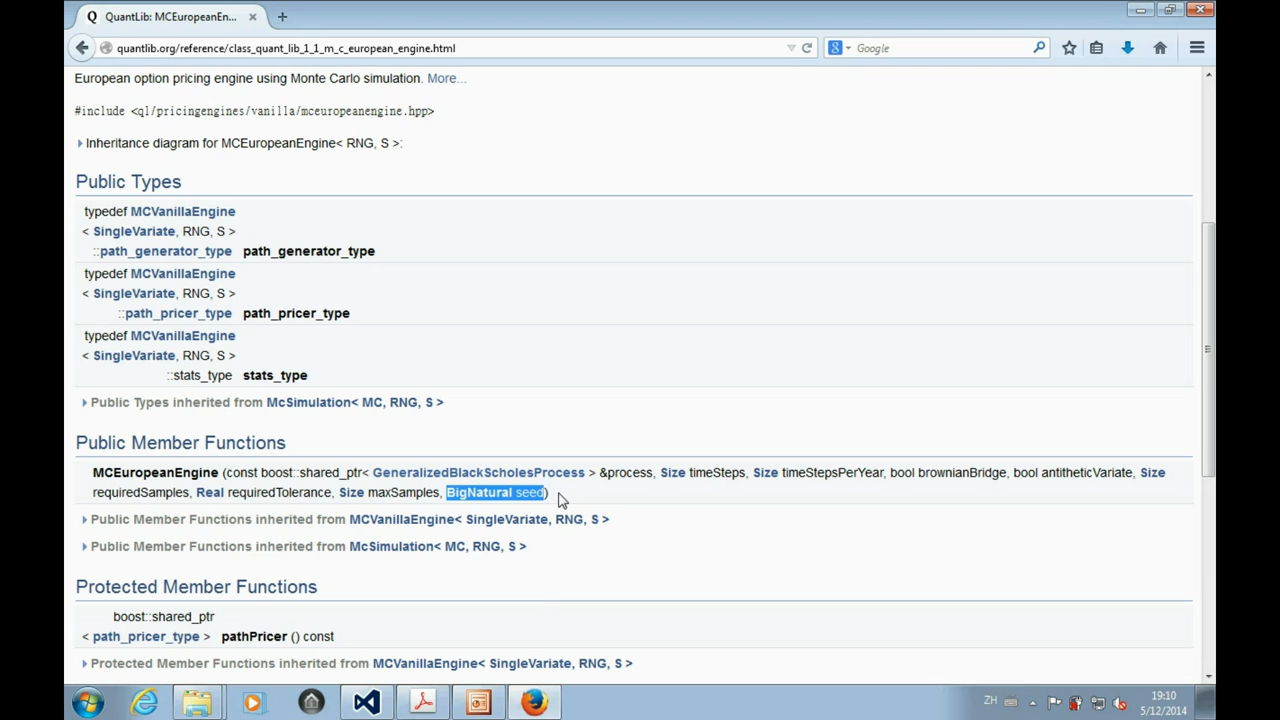 Q QuantLib: MCEuropeanEn... × +
quantlib.org/reference/class_quant_lib_1_1_m_c_european_engine.html
Google
European option pricing engine using Monte Carlo simulation. More...
#include <ql/pricingengines/vanilla/mceuropeanengine.hpp>
Inheritance diagram for MCEuropeanEngine< RNG, S >:
Public Types
typedef MCVanillaEngine
< SingleVariate, RNG, S >
::path_generator_type path_generator_type
typedef MCVanillaEngine
< SingleVariate, RNG, S >
::path_pricer_type path_pricer_type
typedef MCVanillaEngine
< SingleVariate, RNG, S >
::stats_type stats_type
Public Types inherited from McSimulation< MC, RNG, S >
Public Member Functions
MCEuropeanEngine (const boost::shared_ptr< GeneralizedBlackScholesProcess > &process, Size timeSteps, Size timeStepsPerYear, bool brownianBridge, bool antitheticVariate, Size
requiredSamples, Real requiredTolerance, Size maxSamples, BigNatural seed)
Public Member Functions inherited from MCVanillaEngine< SingleVariate, RNG, S >
Public Member Functions inherited from McSimulation< MC, RNG, S >
Protected Member Functions
boost::shared_ptr
< path_pricer_type > pathPricer () const
Protected Member Functions inherited from MCVanillaEngine< SingleVariate, RNG, S >
ZH
19:10
5/12/2014